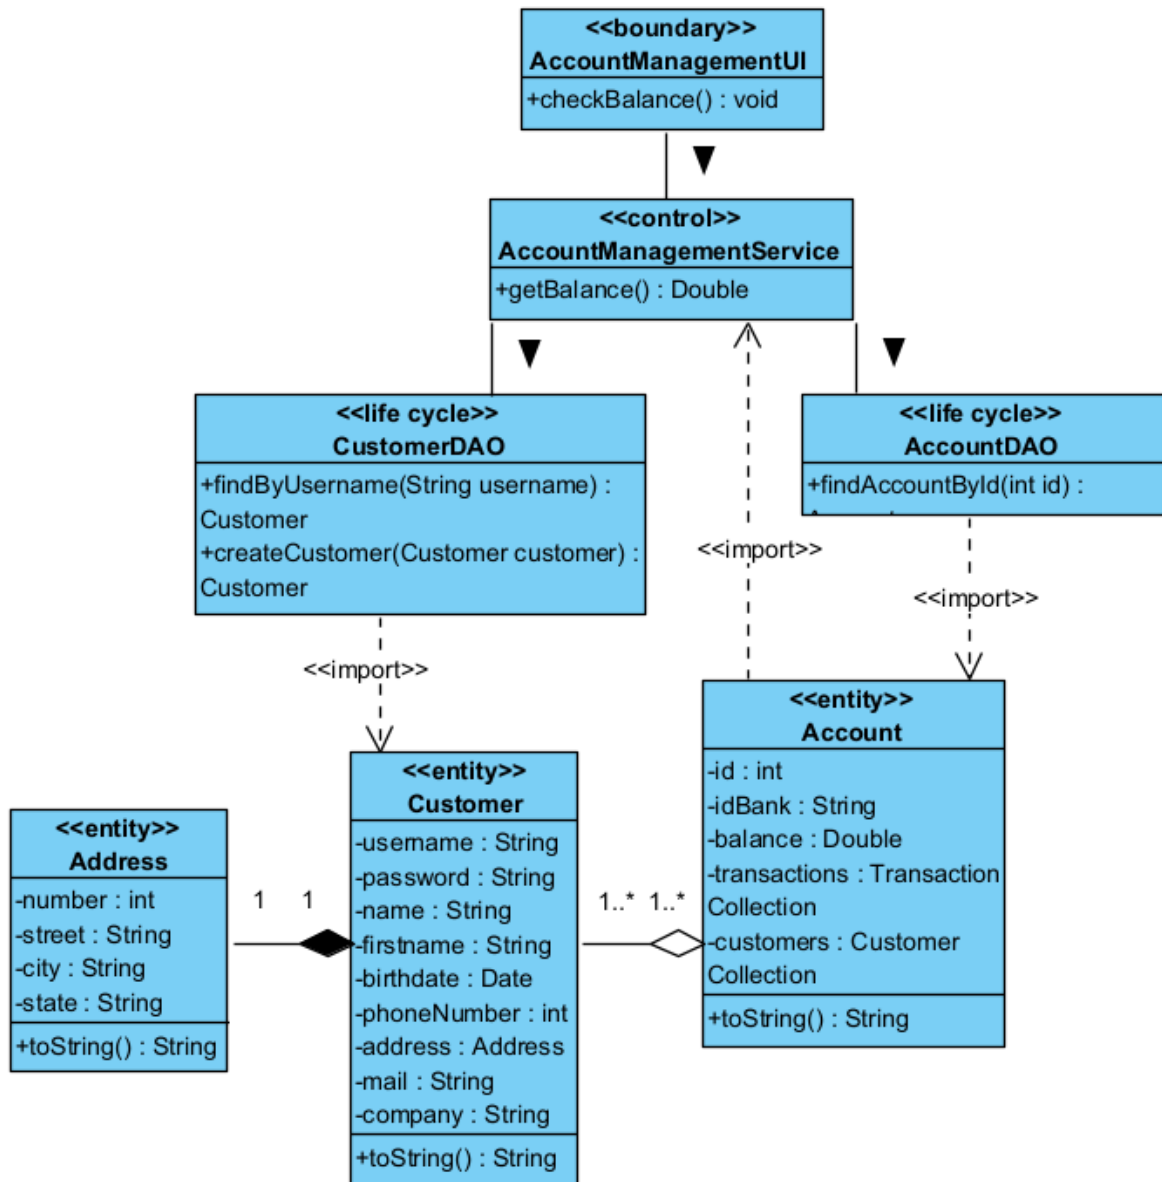 <<boundary>>
AccountManagementUI
+checkBalance() : void
<<control>>
AccountManagementService
+getBalance() : Double
<<life cycle>>
CustomerDAO
+findByUsername(String username) :
Customer
+createCustomer(Customer customer) :
Customer
<<life cycle>>
AccountDAO
+findAccountById(int id) :
<<import>>
<<import>>
<<import>>
<<entity>>
Address
-number : int
-street : String
-city : String
-state : String
+toString() : String
1 1
<<entity>>
Customer
-username : String
-password : String
-name : String
-firstname : String
-birthdate : Date
-phoneNumber : int
-address : Address
-mail : String
-company : String
+toString() : String
1..* 1..*
<<entity>>
Account
-id : int
-idBank : String
-balance : Double
-transactions : Transaction
Collection
-customers : Customer
Collection
+toString() : String